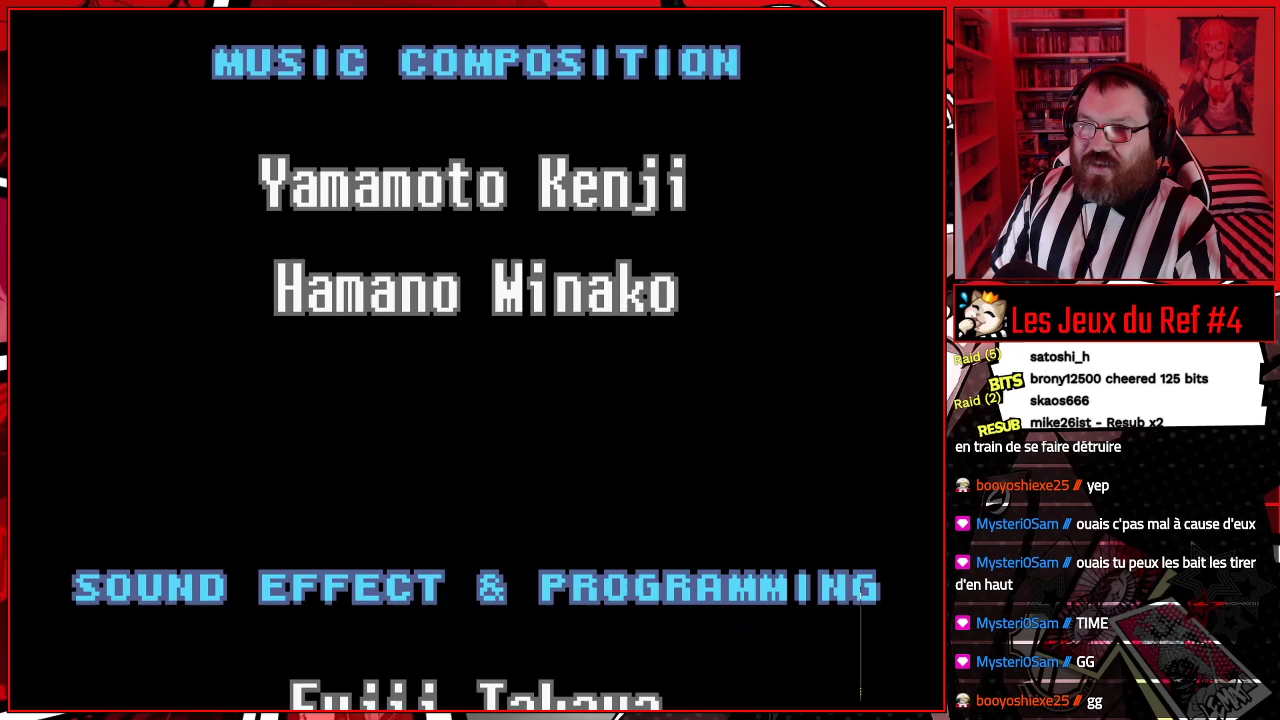 MUSIC COMPOSITION
Yamamoto Kenji
Hamano Minako
SOUND EFFECT & PROGRAMMING
Les Jeux du Ref #4
Raid (5) satoshi_h
BITS brony12500 cheered 125 bits
Raid (2) skaos666
RESUB mike26ist - Resub x2
en train de se faire détruire
booyoshiexe25 /// yep
Mysteri0Sam /// ouais c'pas mal à cause d'eux
Mysteri0Sam /// ouais tu peux les bait les tirer
d'en haut
Mysteri0Sam /// TIME
Mysteri0Sam /// GG
booyoshiexe25 /// gg